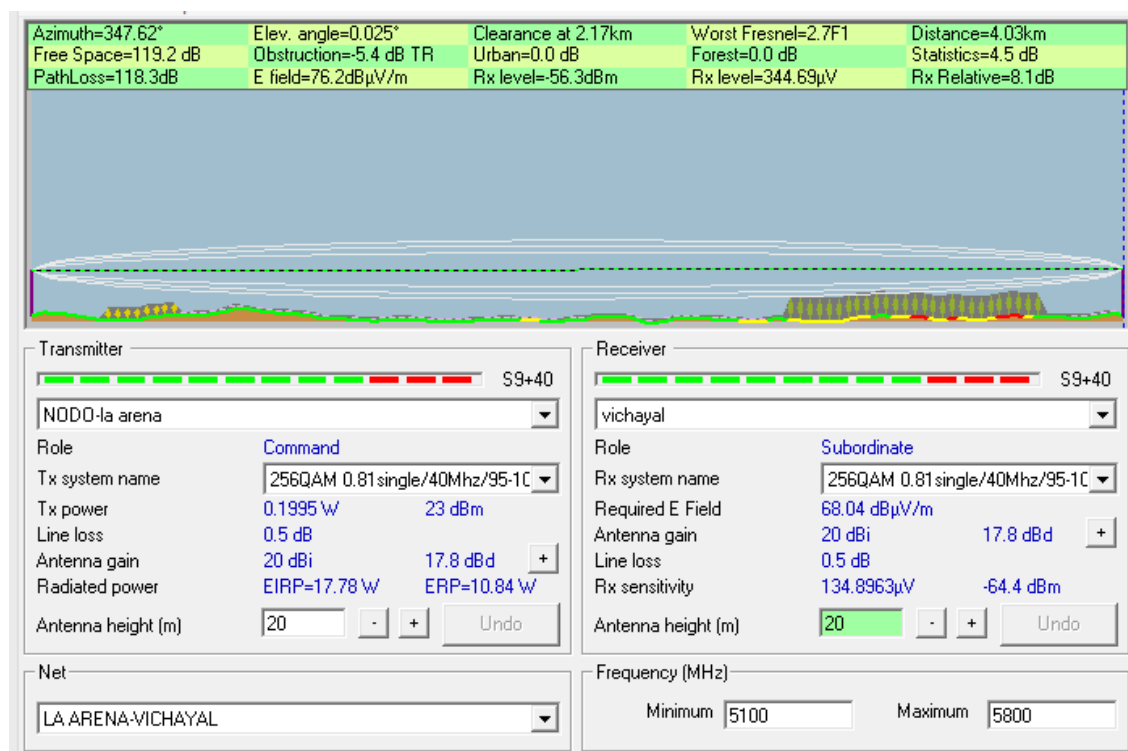 Azimuth=347.62° Elev. angle=0.025° Clearance at 2.17km Worst Fresnel=2.7F1 Distance=4.03km
Free Space=119.2 dB Obstruction=-5.4 dB TR Urban=0.0 dB Forest=0.0 dB Statistics=4.5 dB
PathLoss=118.3dB E field=76.2dBµV/m Rx level=-56.3dBm Rx level=344.69µV Rx Relative=8.1dB
Transmitter
S9+40
NODO-la arena
Role Command
Tx system name 256QAM 0.81single/40Mhz/95-10
Tx power 0.1995 W 23 dBm
Line loss 0.5 dB
Antenna gain 20 dBi 17.8 dBd +
Radiated power EIRP=17.78 W ERP=10.84 W
Antenna height (m) 20 - + Undo
Net
LA ARENA-VICHAYAL
Receiver
S9+40
vichayal
Role Subordinate
Rx system name 256QAM 0.81single/40Mhz/95-10
Required E Field 68.04 dBµV/m
Antenna gain 20 dBi 17.8 dBd +
Line loss 0.5 dB
Rx sensitivity 134.8963µV -64.4 dBm
Antenna height (m) 20 - + Undo
Frequency (MHz)
Minimum 5100 Maximum 5800